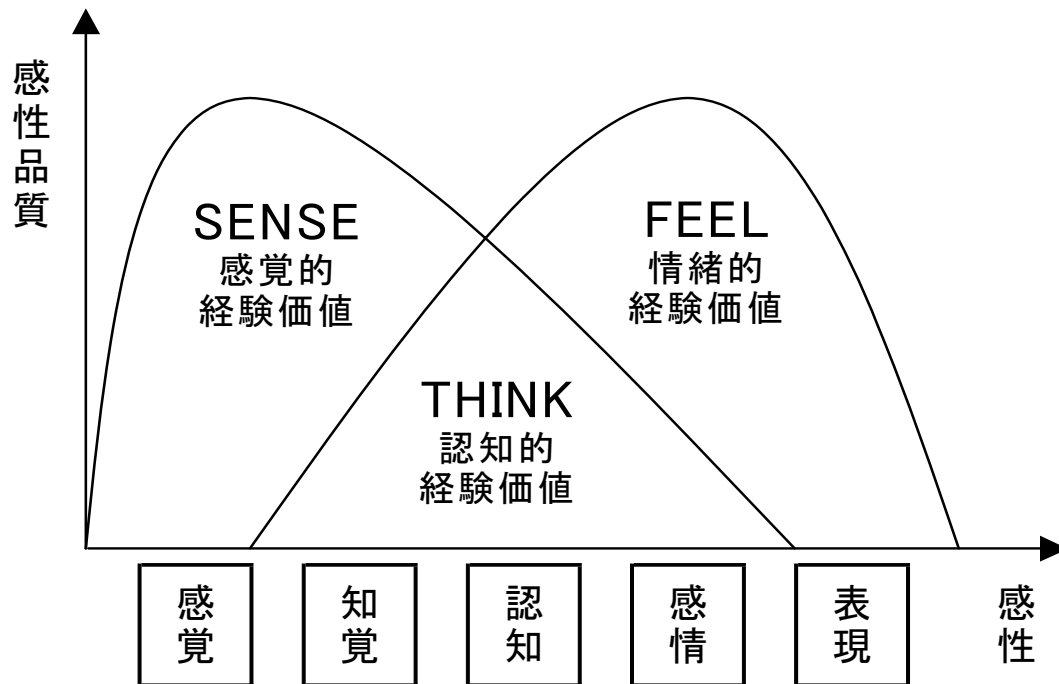 感性品質
SENSE
感覚的
経験価値
FEEL
情緒的
経験価値
THINK
認知的
経験価値
感覚
知覚
認知
感情
表現
感性